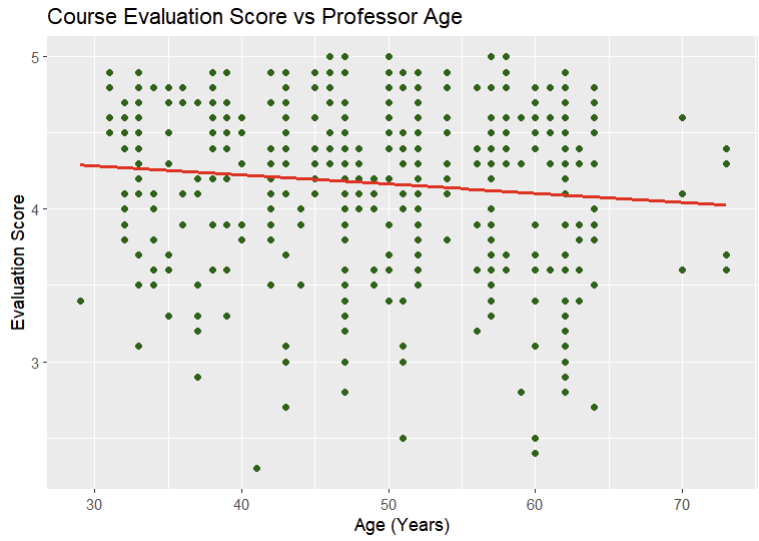 Course Evaluation Score vs Professor Age
5
4
3
Evaluation Score
30 40 50 60 70
Age (Years)